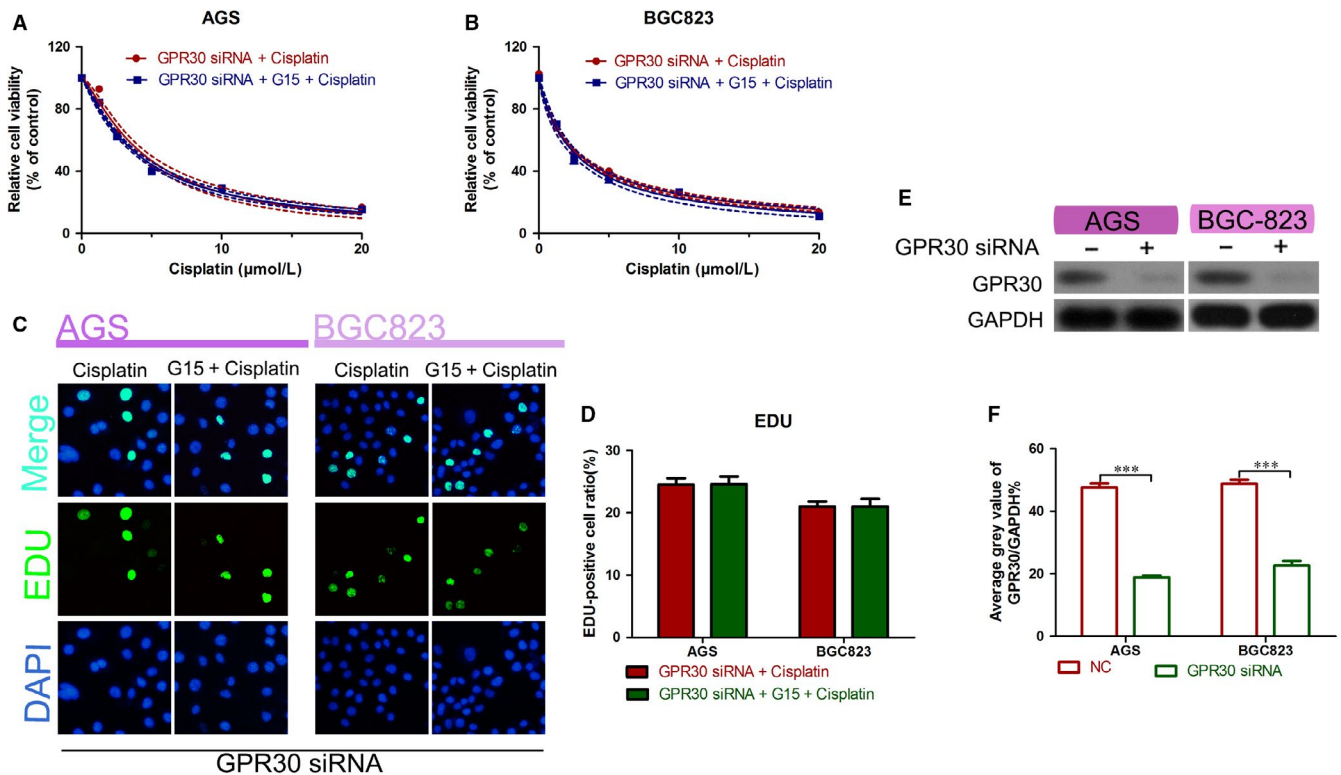 A
AGS
Relative cell viability
(% of control)
120
80
40
0
GPR30 siRNA + Cisplatin
GPR30 siRNA + G15 + Cisplatin
0
10
20
Cisplatin (µmol/L)
B
BGC823
Relative cell viability
(% of control)
120
80
40
0
GPR30 siRNA + Cisplatin
GPR30 siRNA + G15 + Cisplatin
0
10
20
Cisplatin (µmol/L)
C
AGS
BGC823
Cisplatin
G15 + Cisplatin
Cisplatin
G15 + Cisplatin
Merge
EDU
DAPI
GPR30 siRNA
D
EDU
EDU-positive cell ratio(%)
30
20
10
0
AGS
BGC823
GPR30 siRNA + Cisplatin
GPR30 siRNA + G15 + Cisplatin
E
AGS
BGC-823
GPR30 siRNA
– + – +
GPR30
GAPDH
F
Average grey value of
GPR30/GAPDH%
60
40
20
0
***
***
AGS
BGC823
NC
GPR30 siRNA